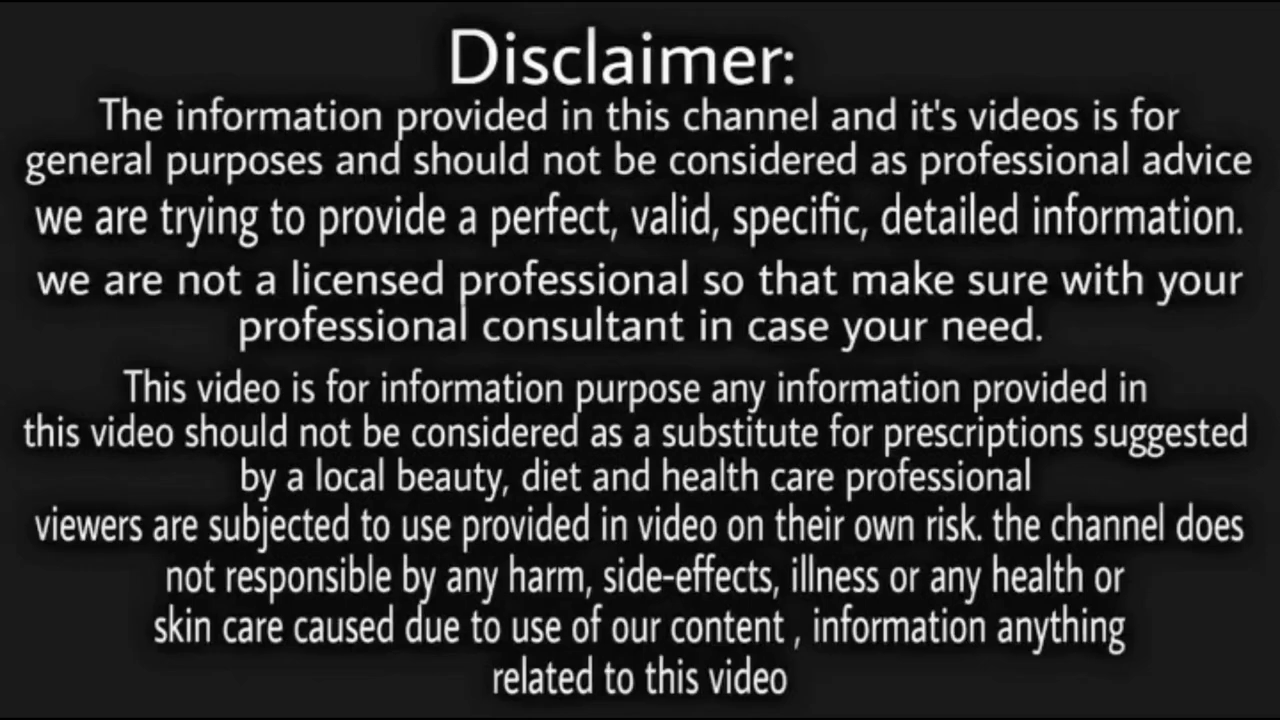 Disclaimer:
The information provided in this channel and it's videos is for
general purposes and should not be considered as professional advice
we are trying to provide a perfect, valid, specific, detailed information.
we are not a licensed professional so that make sure with your
professional consultant in case your need.
This video is for information purpose any information provided in
this video should not be considered as a substitute for prescriptions suggested
by a local beauty, diet and health care professional
viewers are subjected to use provided in video on their own risk. the channel does
not responsible by any harm, side-effects, illness or any health or
skin care caused due to use of our content , information anything
related to this video